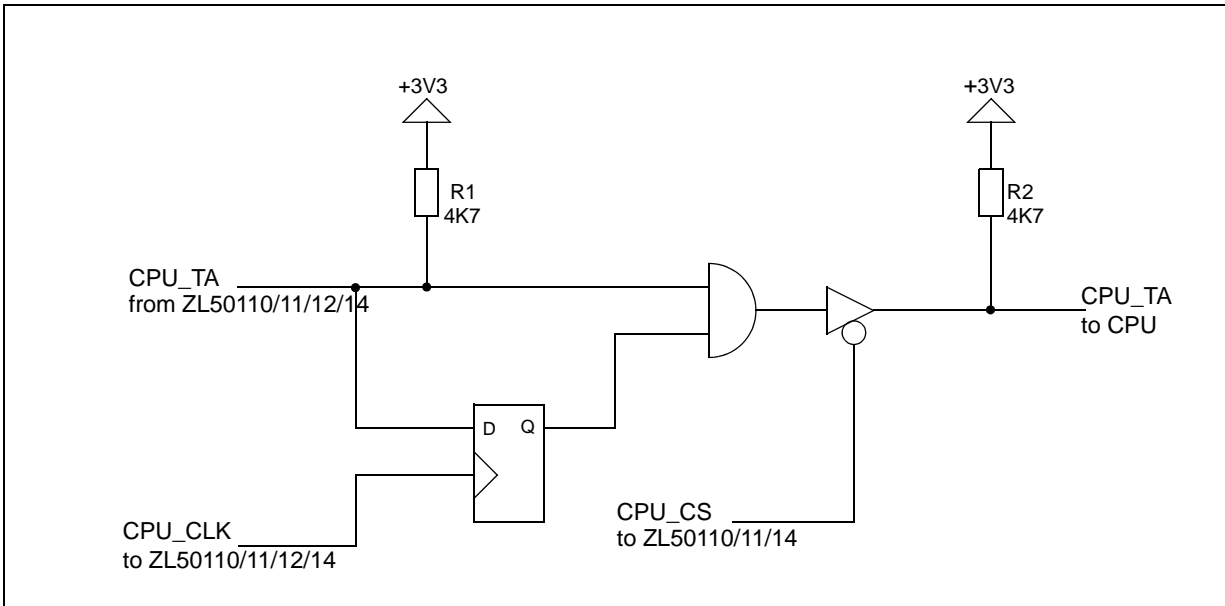 +3V3
+3V3
R1
4K7
R2
4K7
CPU_TA
from ZL50110/11/12/14
CPU_TA
to CPU
D Q
CPU_CLK
to ZL50110/11/12/14
CPU_CS
to ZL50110/11/14